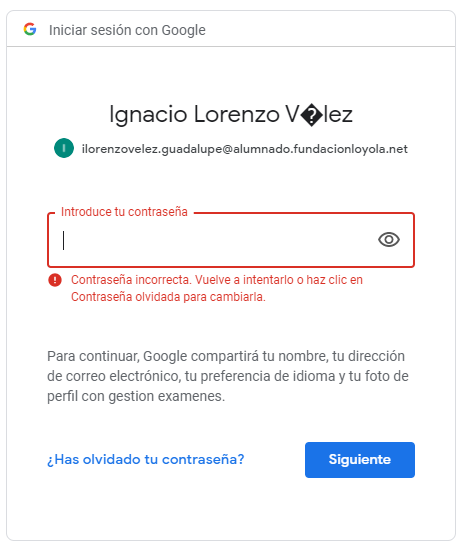 Iniciar sesión con Google
Ignacio Lorenzo V�lez
I
ilorenzovelez.guadalupe@alumnado.fundacionloyola.net
Introduce tu contraseña
Contraseña incorrecta. Vuelve a intentarlo o haz clic en
Contraseña olvidada para cambiarla.
Para continuar, Google compartirá tu nombre, tu dirección
de correo electrónico, tu preferencia de idioma y tu foto de
perfil con gestion examenes.
¿Has olvidado tu contraseña?
Siguiente